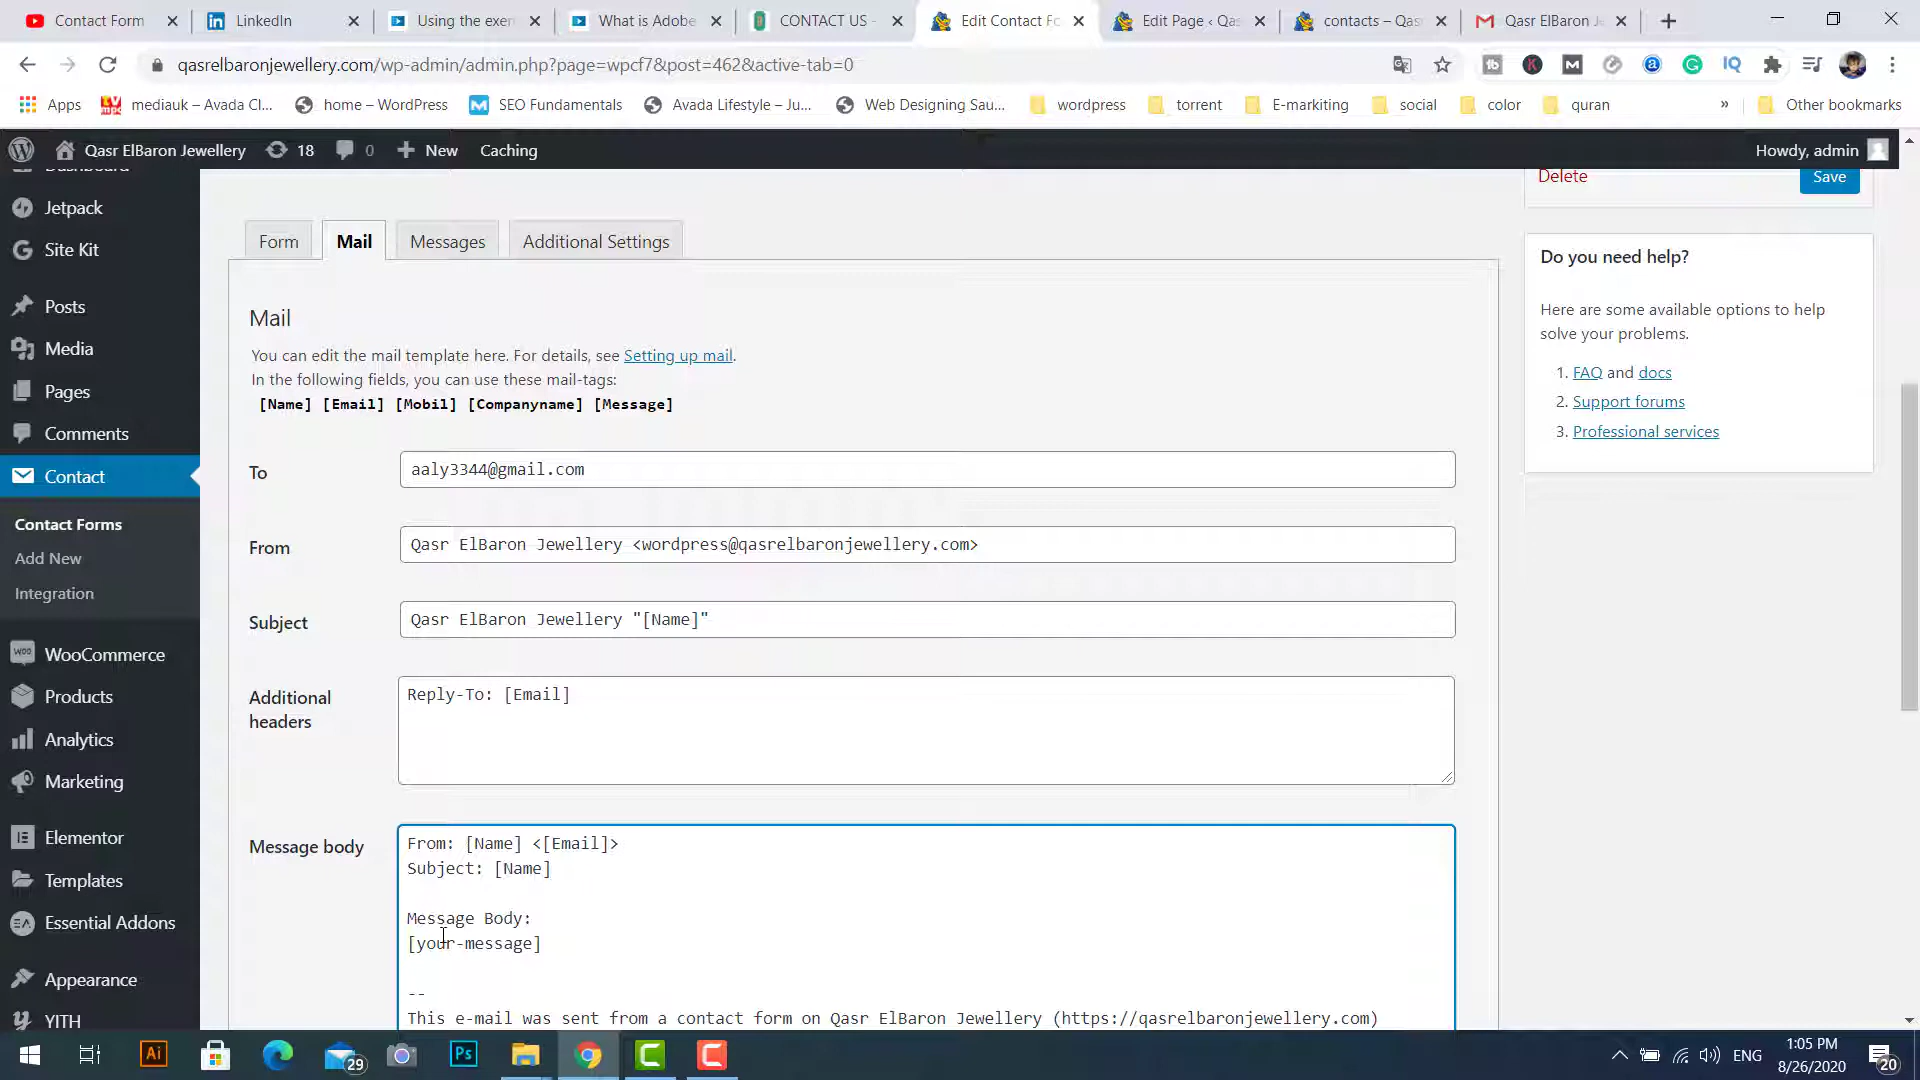 Contact Form
LinkedIn
Using the exer
What is Adobe
CONTACT US -
Edit Contact Fo
Edit Page ‹ Qas
contacts – Qas
Qasr ElBaron J
qasrelbaronjewellery.com/wp-admin/admin.php?page=wpcf7&post=462&active-tab=0
Apps
mediauk – Avada Cl...
home – WordPress
SEO Fundamentals
Avada Lifestyle – Ju...
Web Designing Sau...
wordpress
torrent
E-markiting
social
color
quran
»
Other bookmarks
Qasr ElBaron Jewellery
18
0
New
Caching
Howdy, admin
Dashboard
Jetpack
Site Kit
Posts
Media
Pages
Comments
Contact
Contact Forms
Add New
Integration
WooCommerce
Products
Analytics
Marketing
Elementor
Templates
Essential Addons
Appearance
YITH
Delete
Save
Form
Mail
Messages
Additional Settings
Mail
You can edit the mail template here. For details, see Setting up mail.
In the following fields, you can use these mail-tags:
[Name] [Email] [Mobil] [Companyname] [Message]
To
aaly3344@gmail.com
From
Qasr ElBaron Jewellery <wordpress@qasrelbaronjewellery.com>
Subject
Qasr ElBaron Jewellery "[Name]"
Additional
headers
Reply-To: [Email]
Message body
From: [Name] <[Email]>
Subject: [Name]
Message Body:
[your-message]
--
This e-mail was sent from a contact form on Qasr ElBaron Jewellery (https://qasrelbaronjewellery.com)
Do you need help?
Here are some available options to help
solve your problems.
1. FAQ and docs
2. Support forums
3. Professional services
Ai
29
Ps
ENG
1:05 PM
8/26/2020
20